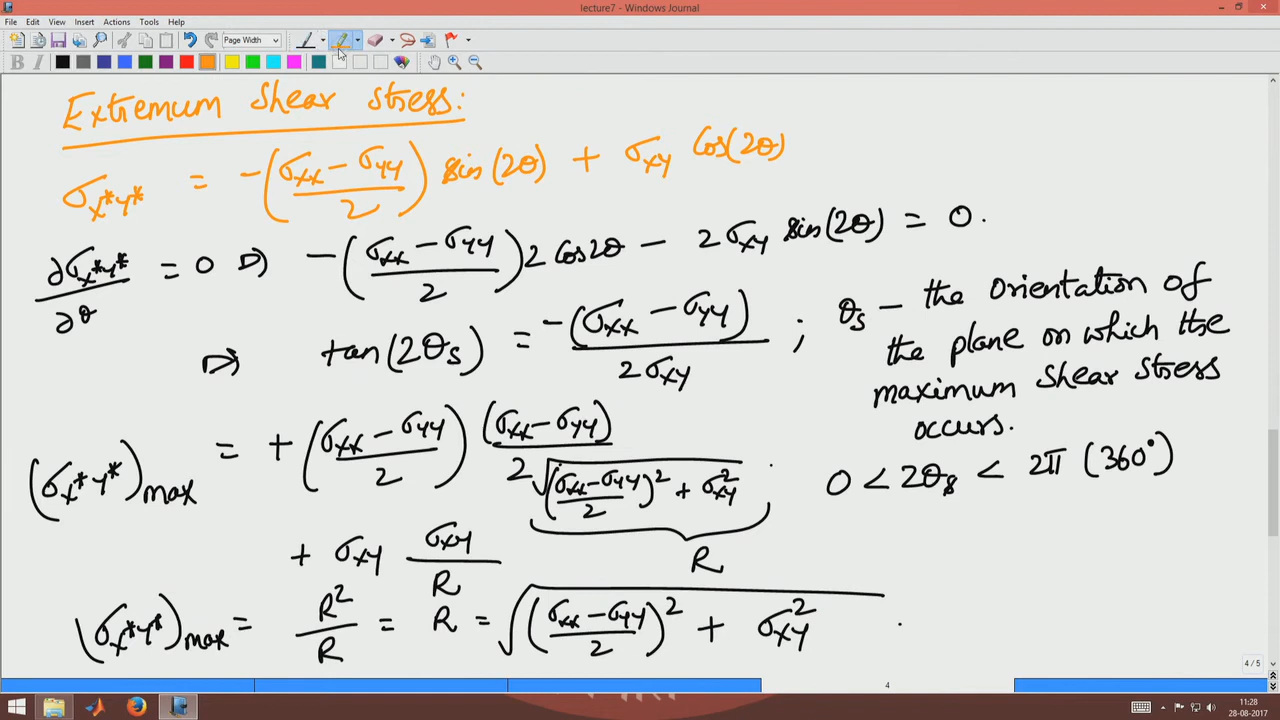 lecture7 - Windows Journal
File Edit View Insert Actions Tools Help
Page Width
B I
Extremum Shear Stress:
σx*y* = -(σxx - σyy / 2) sin(2θ) + σxy Cos(2θ)
∂σx*y* / ∂θ = 0 ⇒ -(σxx - σyy / 2) 2 Cos2θ - 2σxy sin(2θ) = 0.
⇒ tan(2θs) = -(σxx - σyy) / 2σxy ; θs - the orientation of
the plane on which the
maximum shear stress
occurs.
(σx*y*)max = +(σxx - σyy / 2) (σxx - σyy) / 2√((σxx - σyy / 2)² + σxy²)
R
0 < 2θs < 2π (360°)
+ σxy σxy / R
(σx*y*)max = R² / R = R = √((σxx - σyy / 2)² + σxy²)
4 / 5
4
11:28
28-08-2017